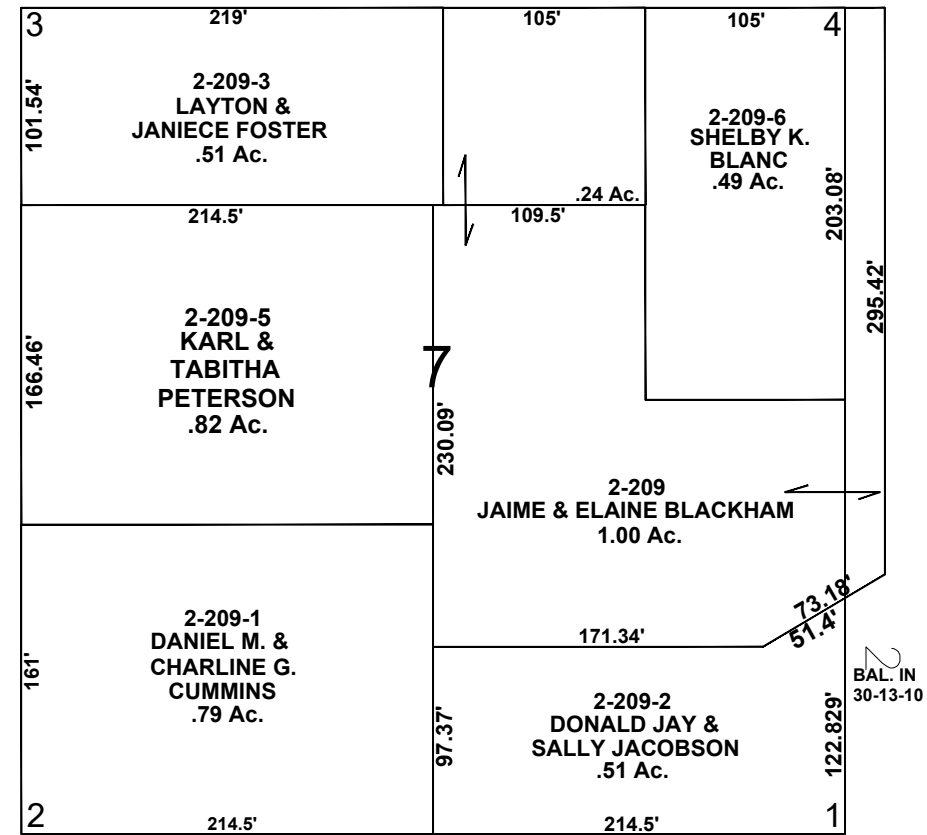 3
219'
105'
105'
4
101.54'
2-209-3
LAYTON &
JANIECE FOSTER
.51 Ac.
2-209-6
SHELBY K.
BLANC
.49 Ac.
203.08'
.24 Ac.
214.5'
109.5'
295.42'
166.46'
2-209-5
KARL &
TABITHA
PETERSON
.82 Ac.
7
230.09'
2-209
JAIME & ELAINE BLACKHAM
1.00 Ac.
73.18'
51.4'
171.34'
161'
2-209-1
DANIEL M. &
CHARLINE G.
CUMMINS
.79 Ac.
97.37'
2-209-2
DONALD JAY &
SALLY JACOBSON
.51 Ac.
122.829'
2
BAL. IN
30-13-10
2
214.5'
214.5'
1